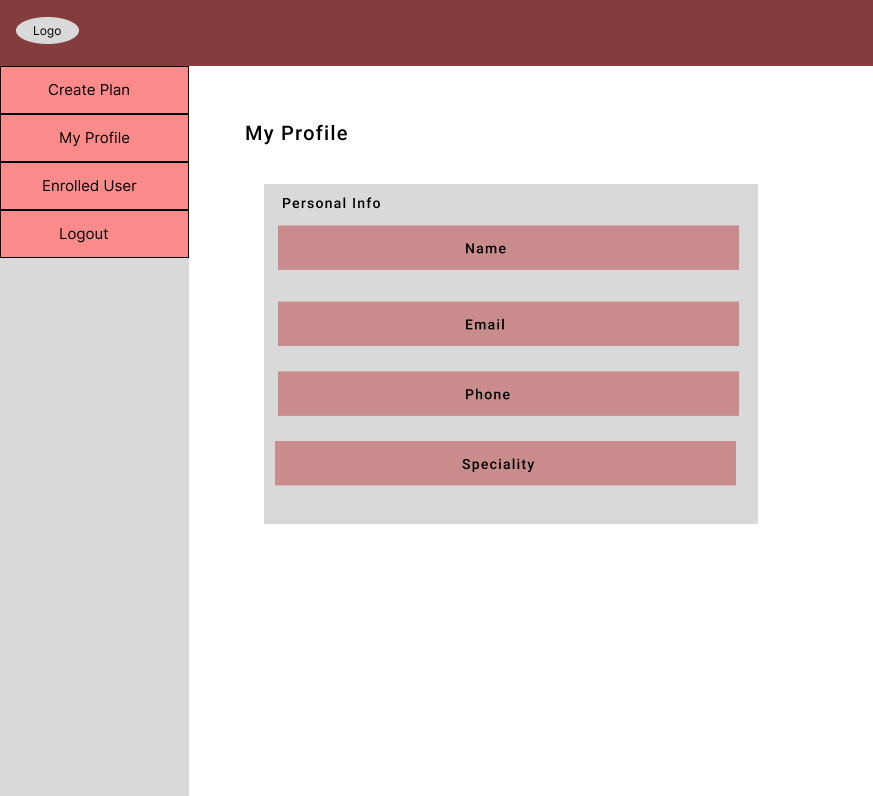 Logo
Create Plan
My Profile
Enrolled User
Logout
My Profile
Personal Info
Name
Email
Phone
Speciality